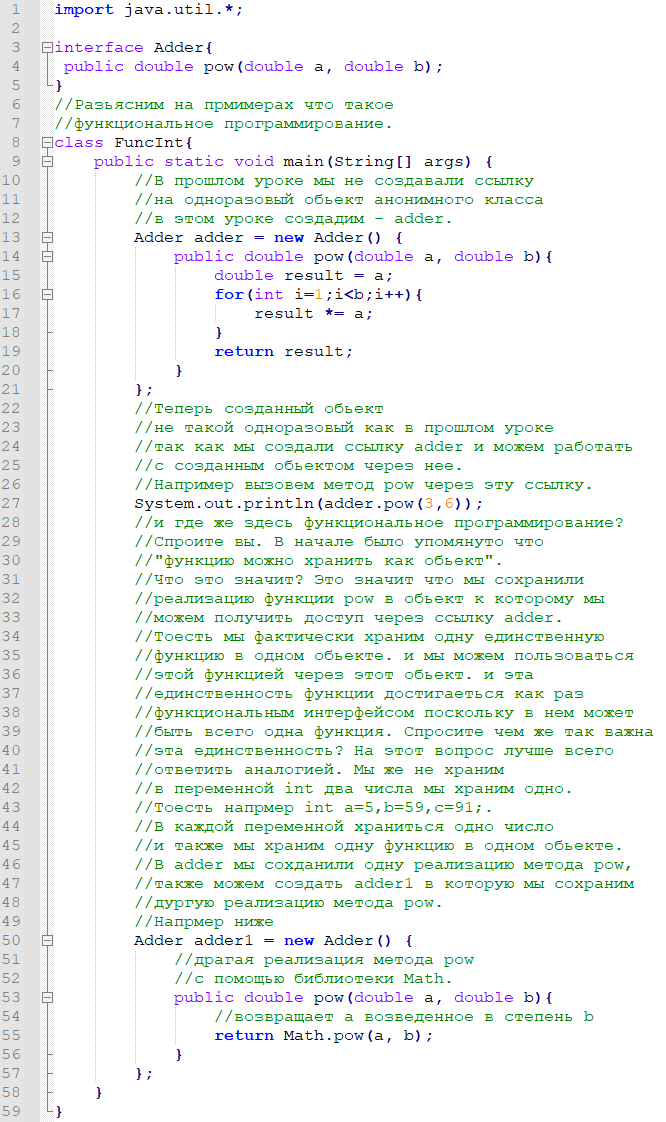 1 import java.util.*;
2
3 interface Adder{
4  public double pow(double a, double b);
5 }
6 //Разьясним на прмимерах что такое
7 //функциональное программирование.
8 class FuncInt{
9     public static void main(String[] args) {
10         //В прошлом уроке мы не создавали ссылку
11         //на одноразовый обьект анонимного класса
12         //в этом уроке создадим - adder.
13         Adder adder = new Adder() {
14             public double pow(double a, double b){
15                 double result = a;
16                 for(int i=1;i<b;i++){
17                     result *= a;
18                 }
19                 return result;
20             }
21         };
22         //Теперь созданный обьект
23         //не такой одноразовый как в прошлом уроке
24         //так как мы создали ссылку adder и можем работать
25         //с созданным обьектом через нее.
26         //Например вызовем метод pow через эту ссылку.
27         System.out.println(adder.pow(3,6));
28         //и где же здесь функциональное программирование?
29         //Спроите вы. В начале было упомянуто что
30         //"функцию можно хранить как обьект".
31         //Что это значит? Это значит что мы сохранили
32         //реализацию функции pow в обьект к которому мы
33         //можем получить доступ через ссылку adder.
34         //Тоесть мы фактически храним одну единственную
35         //функцию в одном обьекте. и мы можем пользоваться
36         //этой функцией через этот обьект. и эта
37         //единственность функции достигаеться как раз
38         //функциональным интерфейсом поскольку в нем может
39         //быть всего одна функция. Спросите чем же так важна
40         //эта единственность? На этот вопрос лучше всего
41         //ответить аналогией. Мы же не храним
42         //в переменной int два числа мы храним одно.
43         //Тоесть напрмер int a=5,b=59,c=91;.
44         //В каждой переменной храниться одно число
45         //и также мы храним одну функцию в одном обьекте.
46         //В adder мы сохданили одну реализацию метода pow,
47         //также можем создать adder1 в которую мы сохраним
48         //дургую реализацию метода pow.
49         //Напрмер ниже
50         Adder adder1 = new Adder() {
51             //драгая реализация метода pow
52             //с помощью библиотеки Math.
53             public double pow(double a, double b){
54                 //возвращает a возведенное в степень b
55                 return Math.pow(a, b);
56             }
57         };
58     }
59 }